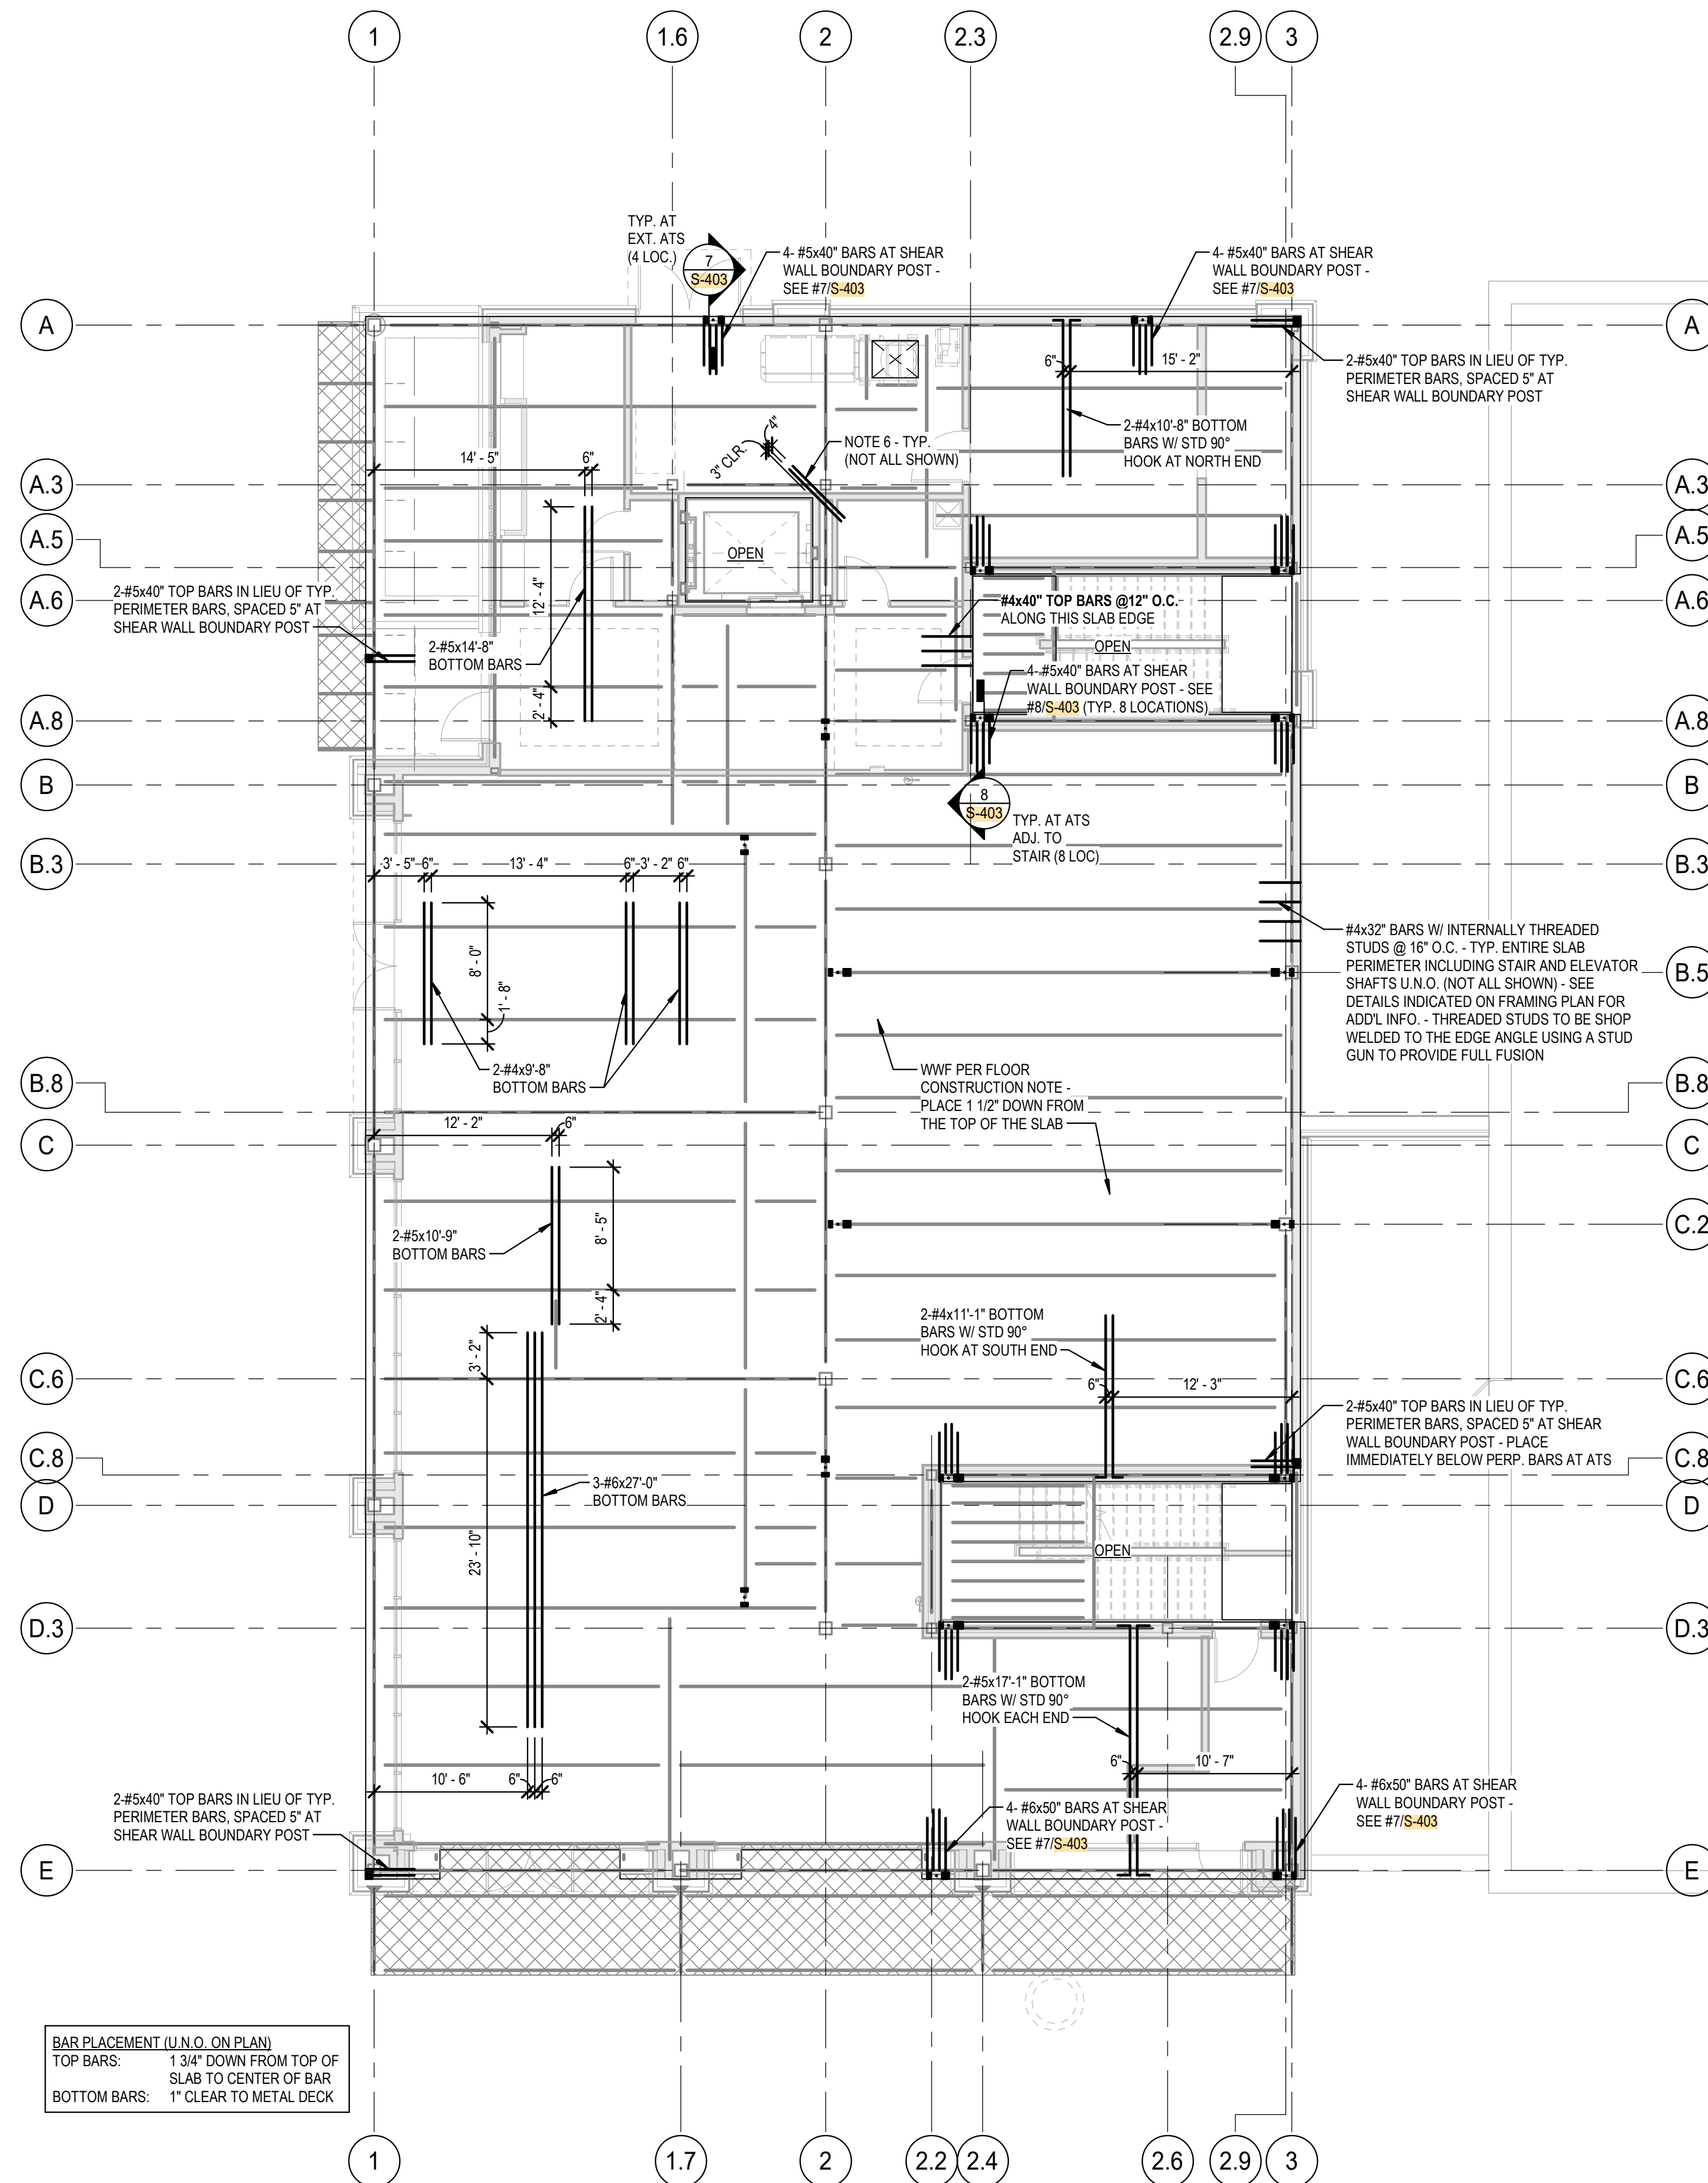 1
1.6
2
2.3
2.9
3
TYP. AT
EXT. ATS
(4 LOC.)
7
S-403
4- #5x40" BARS AT SHEAR
WALL BOUNDARY POST -
SEE #7/S-403
4- #5x40" BARS AT SHEAR
WALL BOUNDARY POST -
SEE #7/S-403
A
A
6"
15' - 2"
2-#5x40" TOP BARS IN LIEU OF TYP.
PERIMETER BARS, SPACED 5" AT
SHEAR WALL BOUNDARY POST
2-#4x10'-8" BOTTOM
BARS W/ STD 90°
HOOK AT NORTH END
4"
3" CLR.
NOTE 6 - TYP.
(NOT ALL SHOWN)
14' - 5"
6"
A.3
A.3
A.5
A.5
OPEN
12' - 4"
A.6
A.6
2-#5x40" TOP BARS IN LIEU OF TYP.
PERIMETER BARS, SPACED 5" AT
SHEAR WALL BOUNDARY POST
#4x40" TOP BARS @12" O.C.
ALONG THIS SLAB EDGE
2-#5x14'-8"
BOTTOM BARS
OPEN
4- #5x40" BARS AT SHEAR
WALL BOUNDARY POST - SEE
#8/S-403 (TYP. 8 LOCATIONS)
2' - 4"
A.8
A.8
B
B
8
S-403
TYP. AT ATS
ADJ. TO
STAIR (8 LOC)
B.3
B.3
3' - 5"
6"
13' - 4"
6"
3' - 2"
6"
8' - 0"
1' - 8"
#4x32" BARS W/ INTERNALLY THREADED
STUDS @ 16" O.C. - TYP. ENTIRE SLAB
PERIMETER INCLUDING STAIR AND ELEVATOR
SHAFTS U.N.O. (NOT ALL SHOWN) - SEE
DETAILS INDICATED ON FRAMING PLAN FOR
ADD'L INFO. - THREADED STUDS TO BE SHOP
WELDED TO THE EDGE ANGLE USING A STUD
GUN TO PROVIDE FULL FUSION
B.5
2-#4x9'-8"
BOTTOM BARS
WWF PER FLOOR
CONSTRUCTION NOTE -
PLACE 1 1/2" DOWN FROM
THE TOP OF THE SLAB
B.8
B.8
12' - 2"
6"
C
C
2-#5x10'-9"
BOTTOM BARS
8' - 5"
C.2
2' - 4"
2-#4x11'-1" BOTTOM
BARS W/ STD 90°
HOOK AT SOUTH END
3' - 2"
C.6
C.6
6"
12' - 3"
2-#5x40" TOP BARS IN LIEU OF TYP.
PERIMETER BARS, SPACED 5" AT SHEAR
WALL BOUNDARY POST - PLACE
IMMEDIATELY BELOW PERP. BARS AT ATS
C.8
C.8
3-#6x27'-0"
BOTTOM BARS
D
D
23' - 10"
OPEN
D.3
D.3
2-#5x17'-1" BOTTOM
BARS W/ STD 90°
HOOK EACH END
6"
10' - 7"
10' - 6"
6"
6"
2-#5x40" TOP BARS IN LIEU OF TYP.
PERIMETER BARS, SPACED 5" AT
SHEAR WALL BOUNDARY POST
4- #6x50" BARS AT SHEAR
WALL BOUNDARY POST -
SEE #7/S-403
4- #6x50" BARS AT SHEAR
WALL BOUNDARY POST -
SEE #7/S-403
E
E
BAR PLACEMENT (U.N.O. ON PLAN)
TOP BARS: 1 3/4" DOWN FROM TOP OF
SLAB TO CENTER OF BAR
BOTTOM BARS: 1" CLEAR TO METAL DECK
1
1.7
2
2.2
2.4
2.6
2.9
3